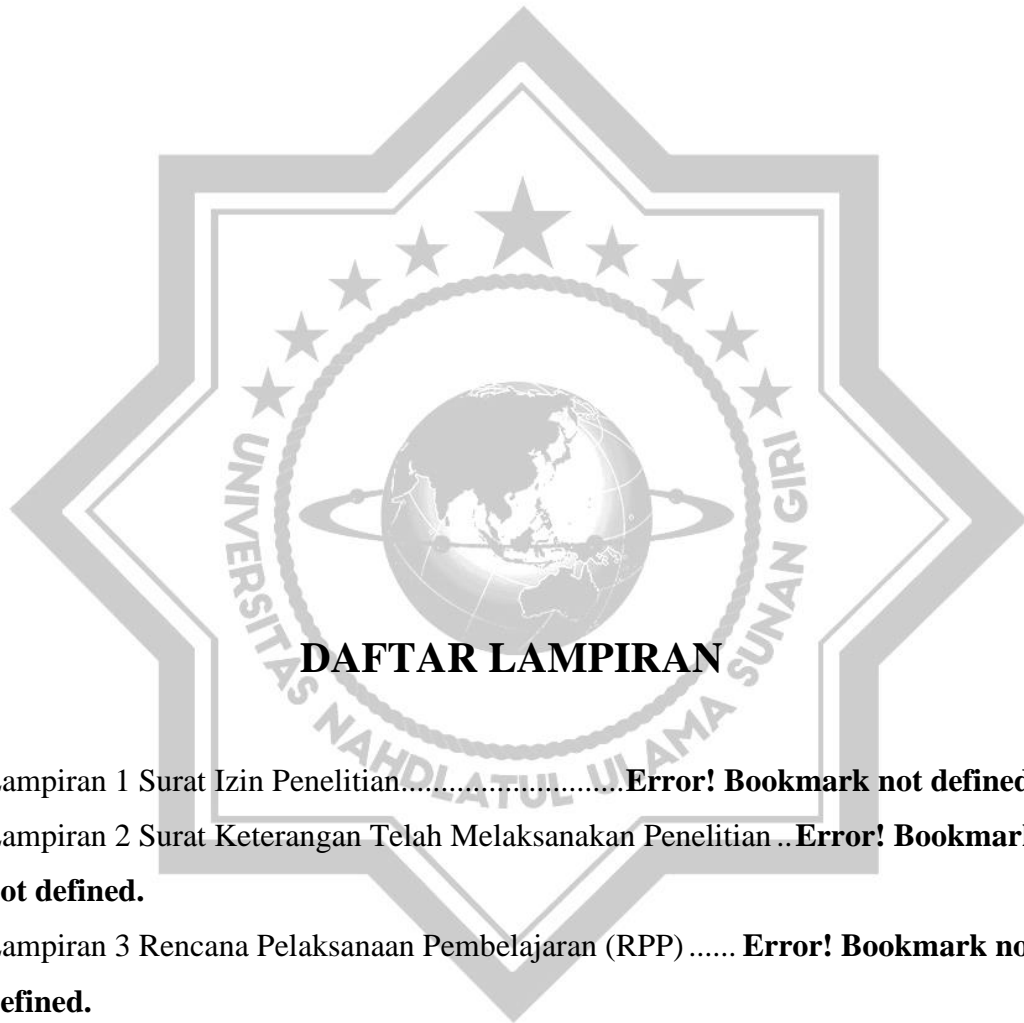 UNIVERSITAS NAHDLATUL ULAMA SUNAN GIRI
DAFTAR LAMPIRAN
Lampiran 1 Surat Izin Penelitian............................Error! Bookmark not defined.
Lampiran 2 Surat Keterangan Telah Melaksanakan Penelitian ..Error! Bookmark
not defined.
Lampiran 3 Rencana Pelaksanaan Pembelajaran (RPP) ...... Error! Bookmark not
defined.